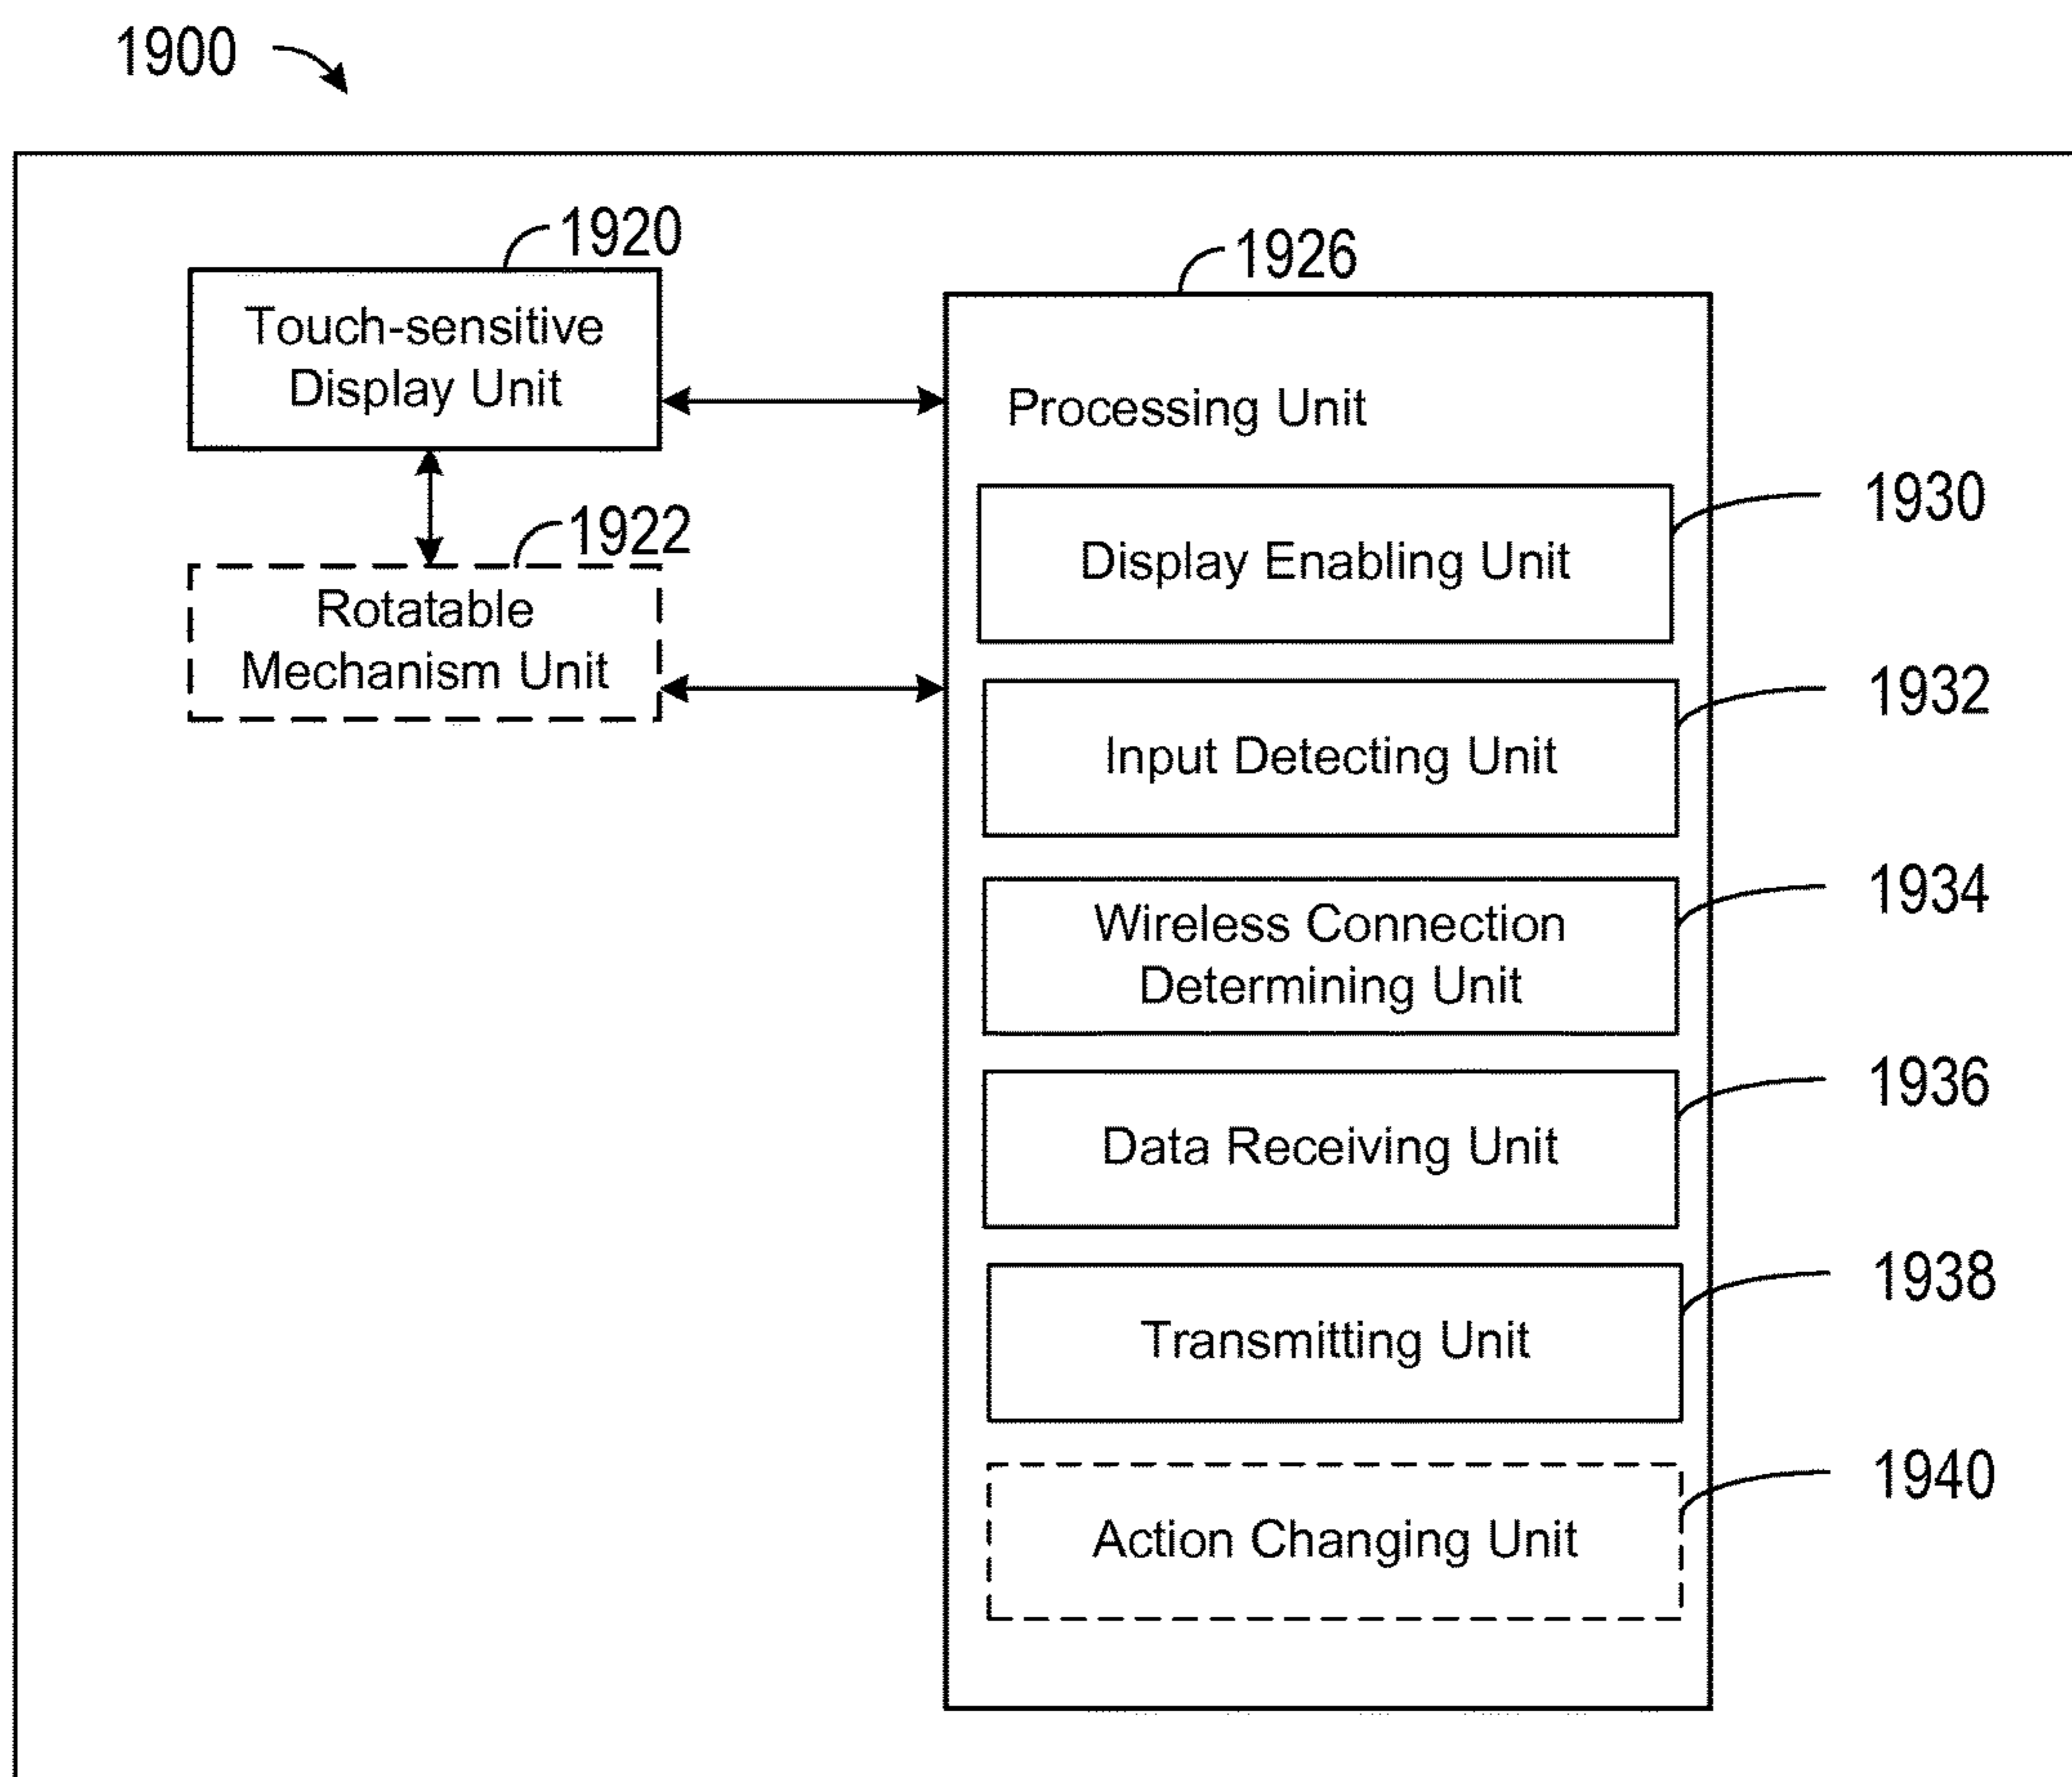 1900
1920
Touch-sensitive
Display Unit
1922
Rotatable
Mechanism Unit
1926
Processing Unit
1930
Display Enabling Unit
1932
Input Detecting Unit
1934
Wireless Connection
Determining Unit
1936
Data Receiving Unit
1938
Transmitting Unit
1940
Action Changing Unit